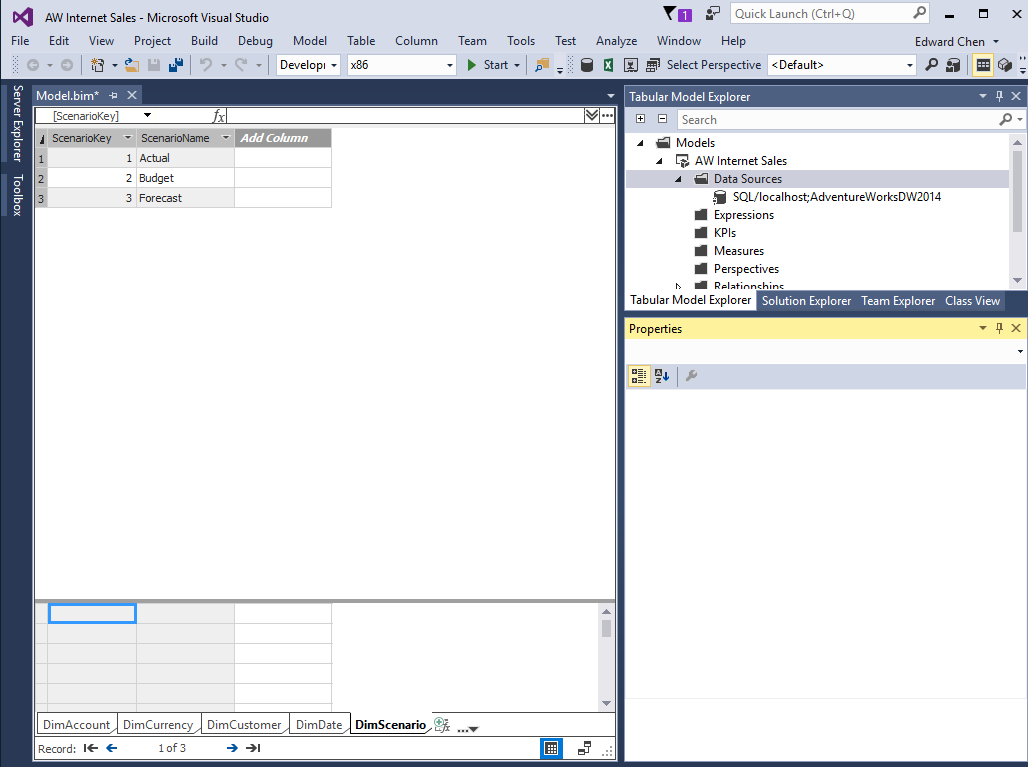 AW Internet Sales - Microsoft Visual Studio
1
Quick Launch (Ctrl+Q)
File Edit View Project Build Debug Model Table Column Team Tools Test Analyze Window Help Edward Chen
Developi x86 Start Select Perspective <Default>
Server Explorer
Toolbox
Model.bim*
[ScenarioKey] fx
ScenarioKey ScenarioName Add Column
1 1 Actual
2 2 Budget
3 3 Forecast
DimAccount DimCurrency DimCustomer DimDate DimScenario
Record: 1 of 3
Tabular Model Explorer
Search
Models
AW Internet Sales
Data Sources
SQL/localhost;AdventureWorksDW2014
Expressions
KPIs
Measures
Perspectives
Relationships
Tabular Model Explorer Solution Explorer Team Explorer Class View
Properties